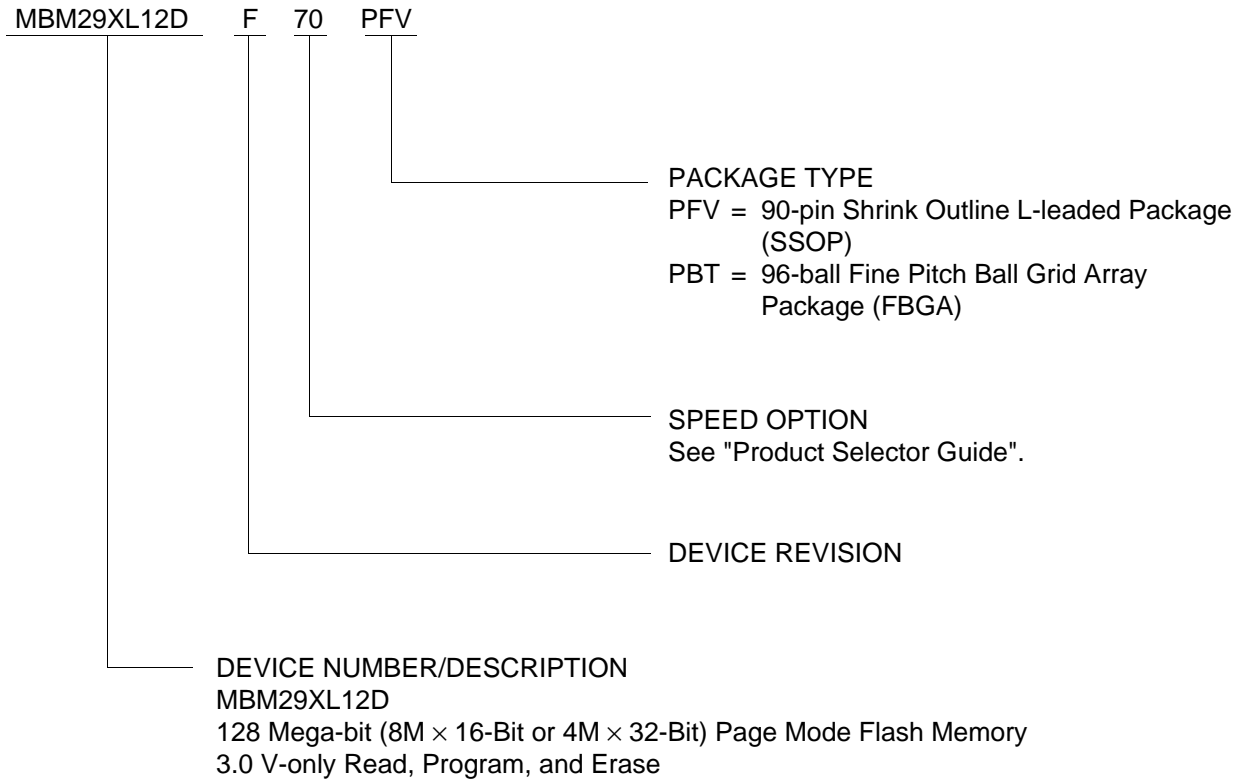 MBM29XL12D F 70 PFV
PACKAGE TYPE
PFV = 90-pin Shrink Outline L-leaded Package
(SSOP)
PBT = 96-ball Fine Pitch Ball Grid Array
Package (FBGA)
SPEED OPTION
See "Product Selector Guide".
DEVICE REVISION
DEVICE NUMBER/DESCRIPTION
MBM29XL12D
128 Mega-bit (8M × 16-Bit or 4M × 32-Bit) Page Mode Flash Memory
3.0 V-only Read, Program, and Erase